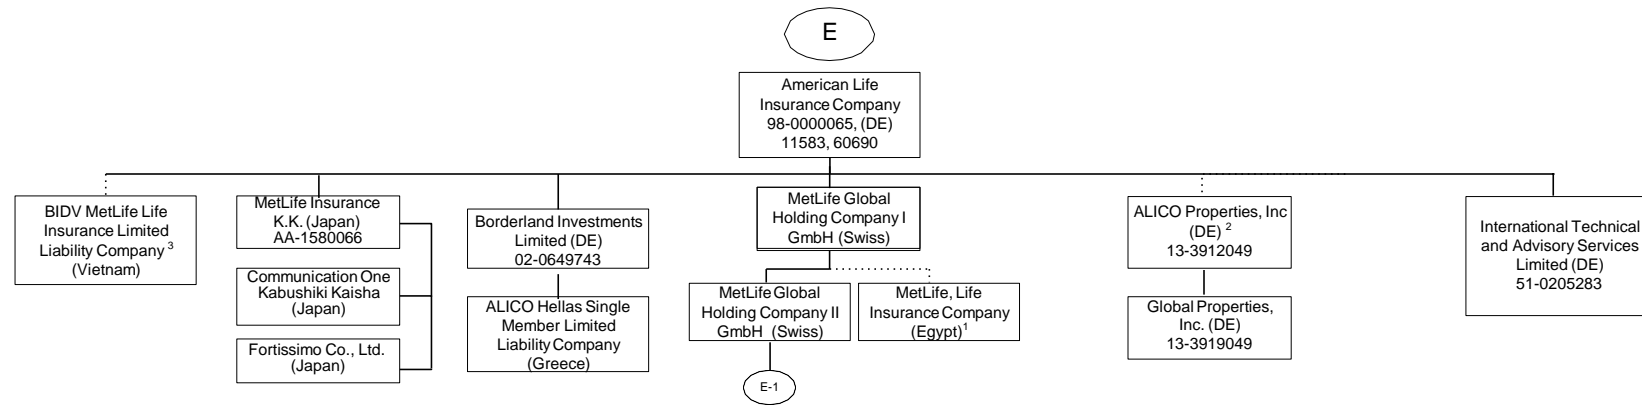 E
American Life
Insurance Company
98-0000065, (DE)
11583, 60690
BIDV MetLife Life
Insurance Limited
Liability Company 3
(Vietnam)
MetLife Insurance
K.K. (Japan)
AA-1580066
Communication One
Kabushiki Kaisha
(Japan)
Fortissimo Co., Ltd.
(Japan)
Borderland Investments
Limited (DE)
02-0649743
ALICO Hellas Single
Member Limited
Liability Company
(Greece)
MetLife Global
Holding Company I
GmbH (Swiss)
MetLife Global
Holding Company II
GmbH (Swiss)
E-1
MetLife, Life
Insurance Company
(Egypt)1
ALICO Properties, Inc
(DE) 2
13-3912049
Global Properties,
Inc. (DE)
13-3919049
International Technical
and Advisory Services
Limited (DE)
51-0205283